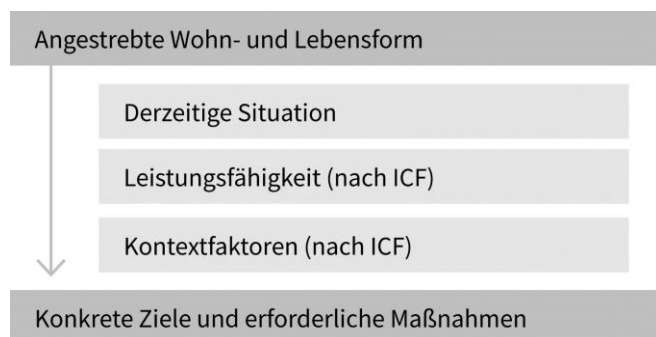 Angestrebte Wohn- und Lebensform
Derzeitige Situation
Leistungsfähigkeit (nach ICF)
Kontextfaktoren (nach ICF)
Konkrete Ziele und erforderliche Maßnahmen